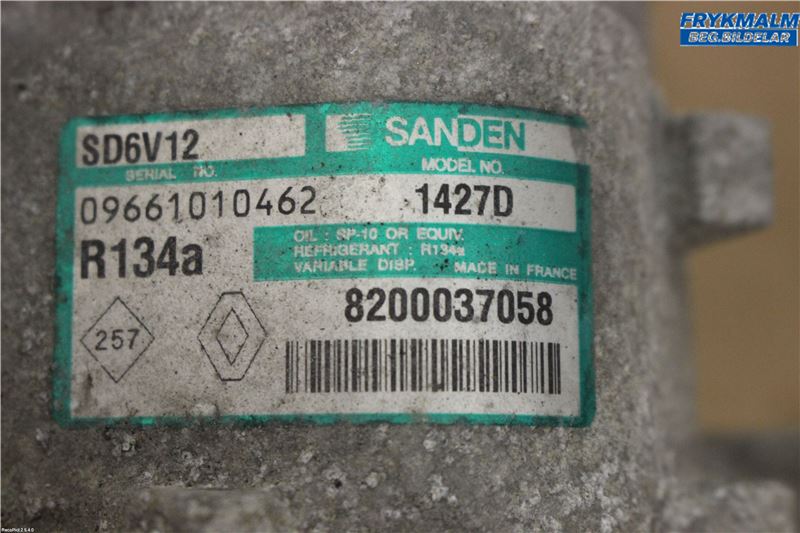 FRYKMALM
BEG.BILDELAR
SD6V12
SANDEN
SERIAL NO.
MODEL NO.
09661010462
1427D
R134a
OIL : SP-10 OR EQUIV.
REFRIGERANT : R134a
VARIABLE DISP. MADE IN FRANCE
257
8200037058